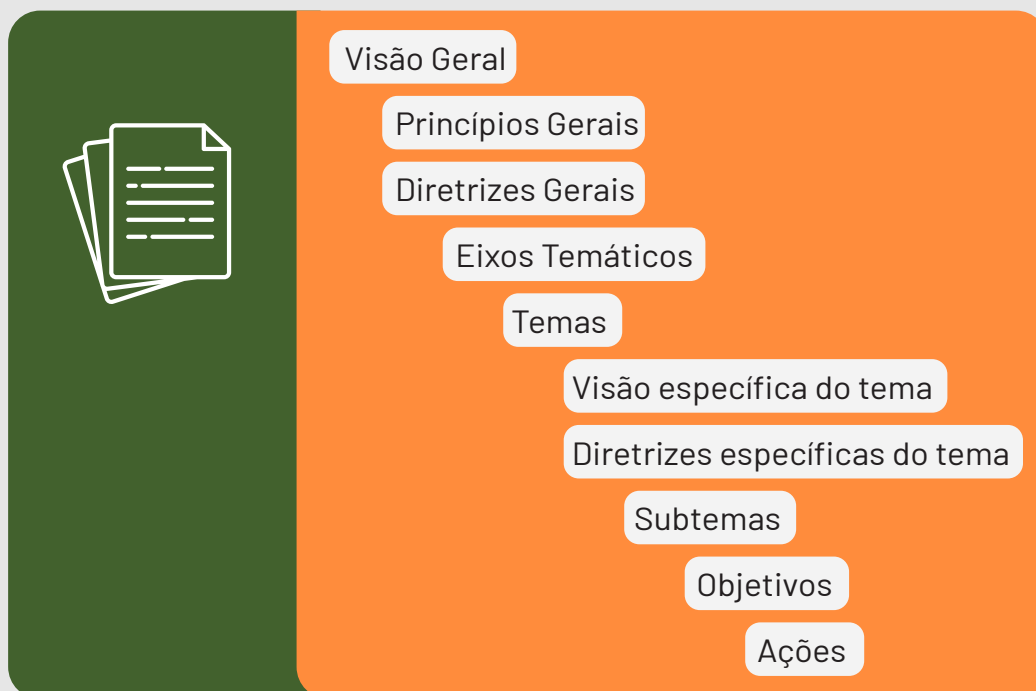 Visão Geral
Princípios Gerais
Diretrizes Gerais
Eixos Temáticos
Temas
Visão específica do tema
Diretrizes específicas do tema
Subtemas
Objetivos
Ações